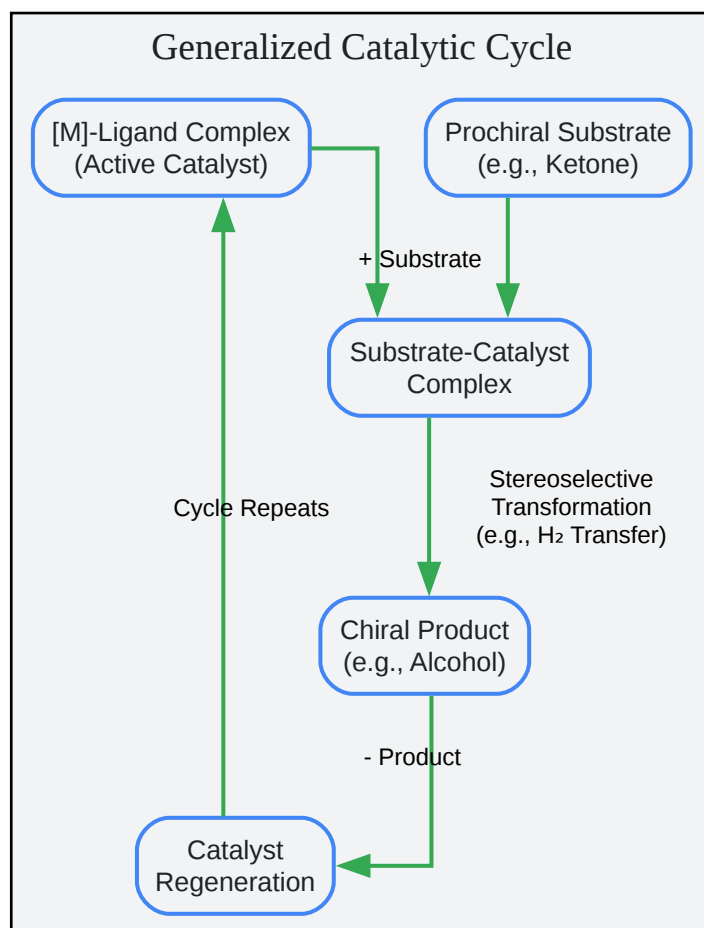 Generalized Catalytic Cycle
[M]-Ligand Complex
(Active Catalyst)
Prochiral Substrate
(e.g., Ketone)
+ Substrate
Substrate-Catalyst
Complex
Stereoselective
Transformation
(e.g., H₂ Transfer)
Cycle Repeats
Chiral Product
(e.g., Alcohol)
- Product
Catalyst
Regeneration